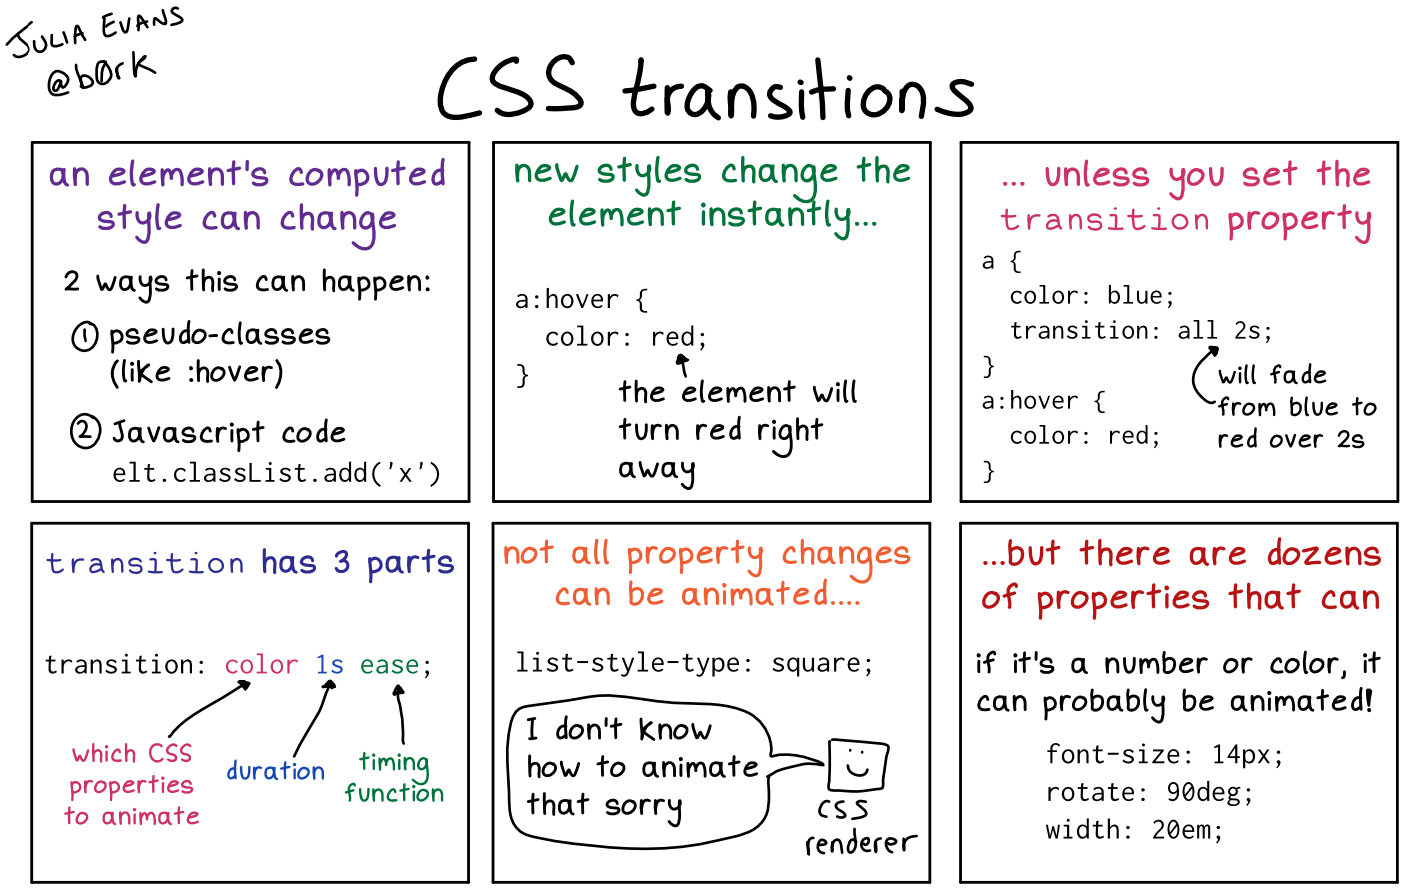 JULIA EVANS
@b0rk
CSS transitions
an element's computed
style can change
2 ways this can happen:
① pseudo-classes
(like :hover)
② Javascript code
elt.classList.add('x')
new styles change the
element instantly...
a:hover {
color: red;
}
the element will
turn red right
away
... unless you set the
transition property
a {
color: blue;
transition: all 2s;
}
a:hover {
color: red;
}
will fade
from blue to
red over 2s
transition has 3 parts
transition: color 1s ease;
which CSS
properties
to animate
duration
timing
function
not all property changes
can be animated....
list-style-type: square;
I don't know
how to animate
that sorry
CSS
renderer
...but there are dozens
of properties that can
if it's a number or color, it
can probably be animated!
font-size: 14px;
rotate: 90deg;
width: 20em;